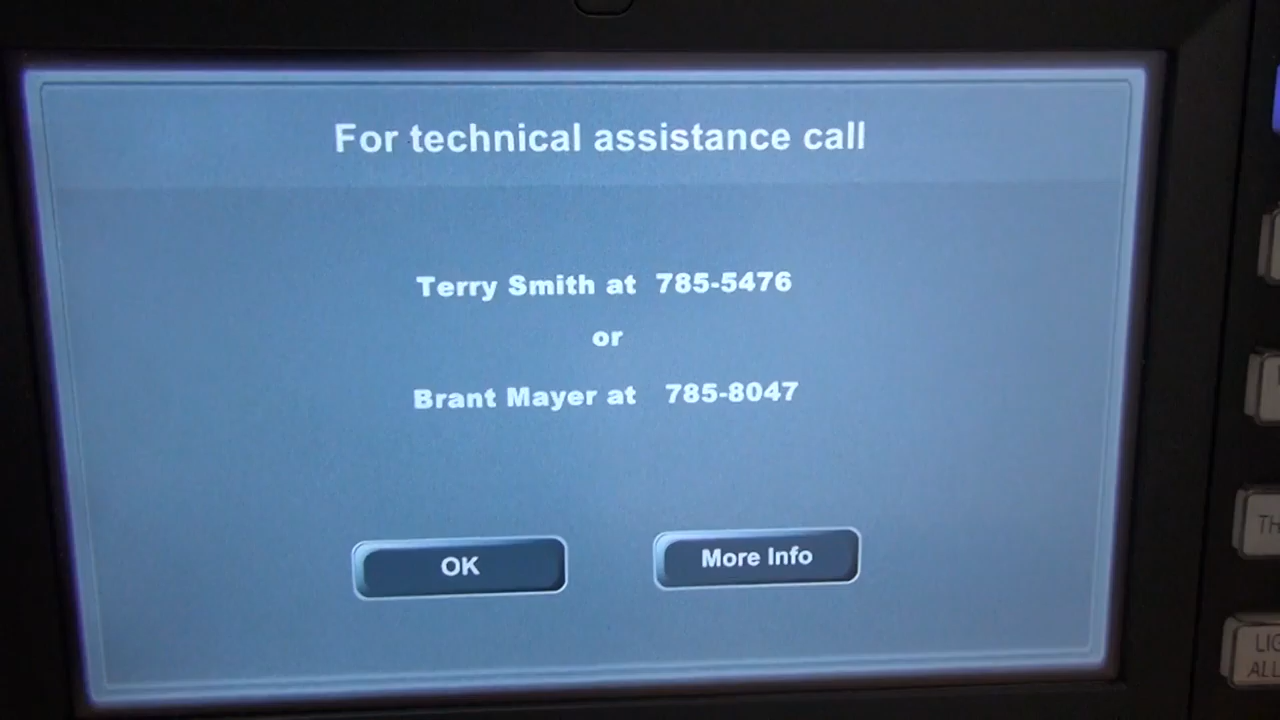 For technical assistance call
Terry Smith at 785-5476
or
Brant Mayer at 785-8047
OK
More Info